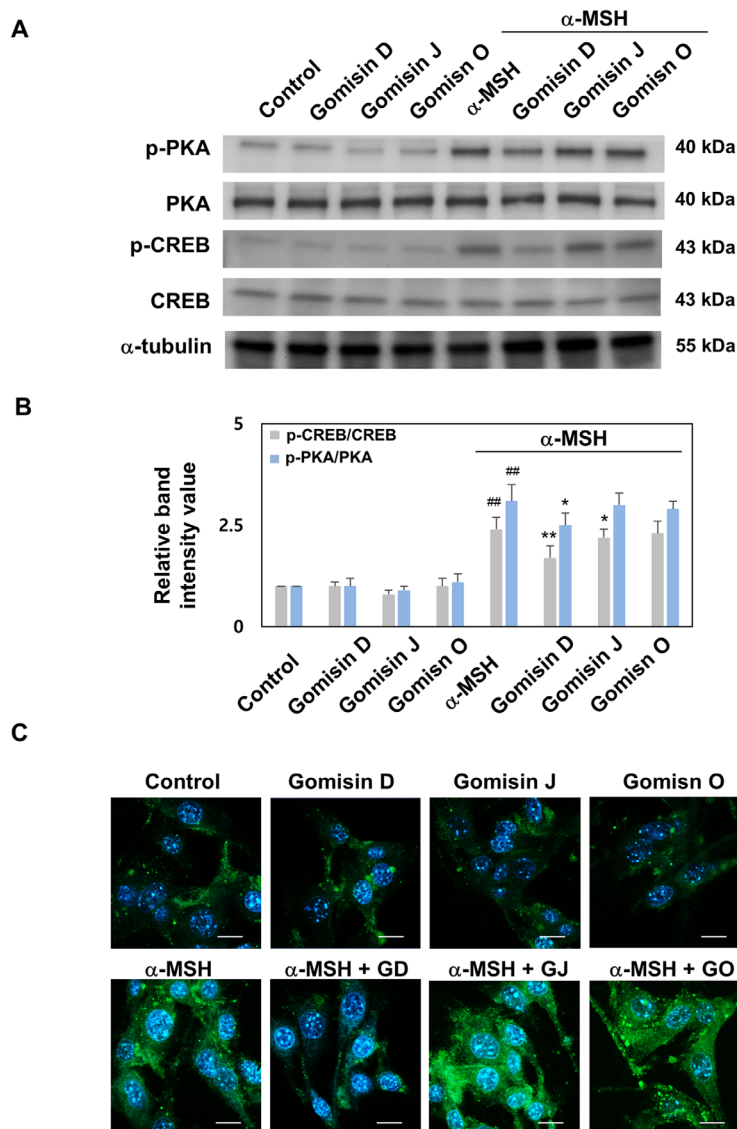 A
α-MSH
Control
Gomisin D
Gomisin J
Gomisn O
α-MSH
Gomisin D
Gomisin J
Gomisn O
p-PKA 40 kDa
PKA 40 kDa
p-CREB 43 kDa
CREB 43 kDa
α-tubulin 55 kDa
B
5
2.5
0
Relative band
intensity value
p-CREB/CREB
p-PKA/PKA
α-MSH
## ## ** * *
Control
Gomisin D
Gomisin J
Gomisn O
α-MSH
Gomisin D
Gomisin J
Gomisn O
C
Control Gomisin D Gomisin J Gomisn O
α-MSH α-MSH + GD α-MSH + GJ α-MSH + GO